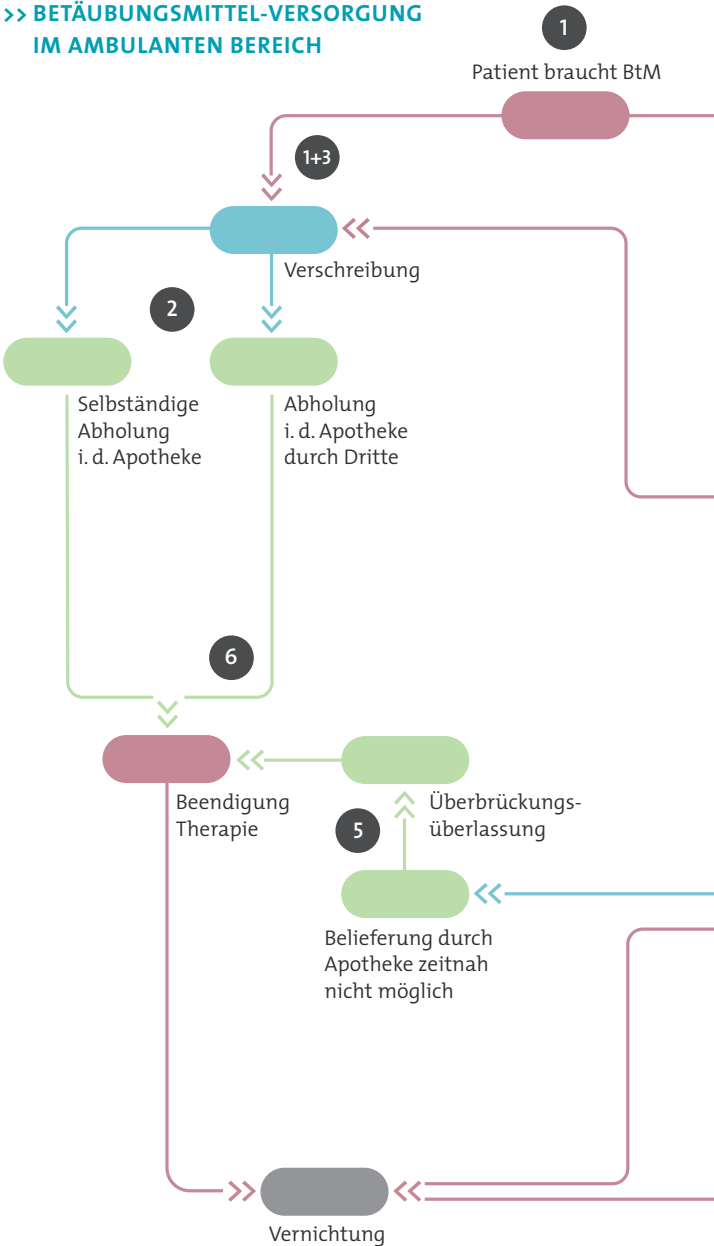 >> BETÄUBUNGSMITTEL-VERSORGUNG
IM AMBULANTEN BEREICH
1
Patient braucht BtM
1+3
Verschreibung
2
Selbständige
Abholung
i. d. Apotheke
Abholung
i. d. Apotheke
durch Dritte
6
Beendigung
Therapie
5
Überbrückungs-
überlassung
Belieferung durch
Apotheke zeitnah
nicht möglich
Vernichtung